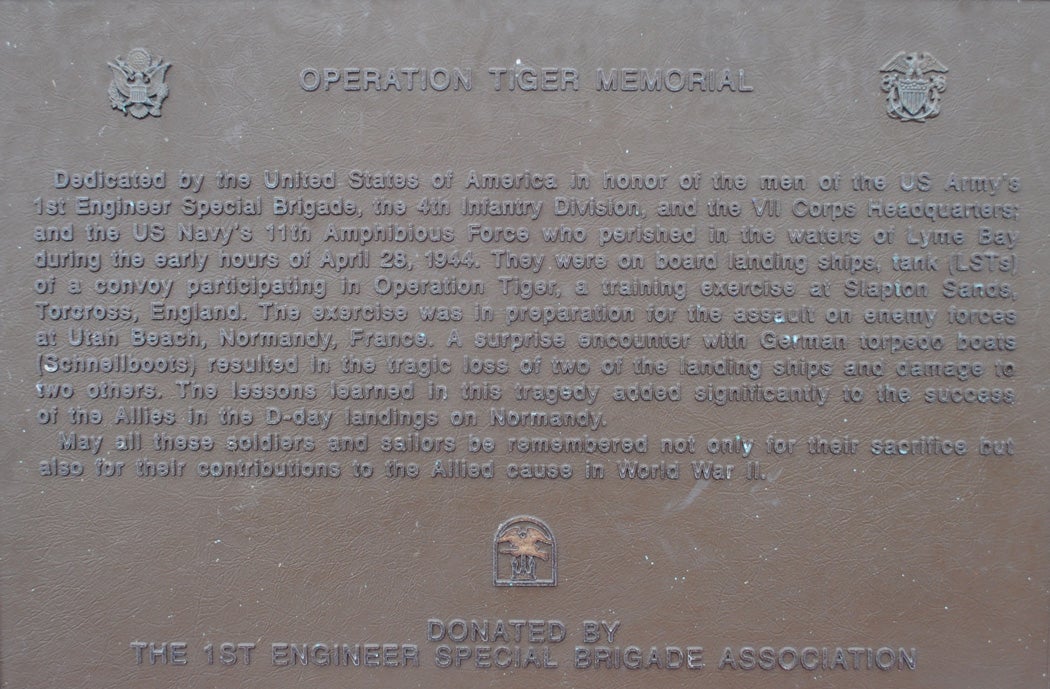 OPERATION TIGER MEMORIAL
Dedicated by the United States of America in honor of the men of the US Army's
1st Engineer Special Brigade, the 4th Infantry Division, and the VII Corps Headquarters;
and the US Navy's 11th Amphibious Force who perished in the waters of Lyme Bay
during the early hours of April 28, 1944. They were on board landing ships, tank (LSTs)
of a convoy participating in Operation Tiger, a training exercise at Slapton Sands,
Torcross, England. The exercise was in preparation for the assault on enemy forces
at Utah Beach, Normandy, France. A surprise encounter with German torpedo boats
(Schnellboots) resulted in the tragic loss of two of the landing ships and damage to
two others. The lessons learned in this tragedy added significantly to the success
of the Allies in the D-day landings on Normandy.
May all these soldiers and sailors be remembered not only for their sacrifice but
also for their contributions to the Allied cause in World War II.
DONATED BY
THE 1ST ENGINEER SPECIAL BRIGADE ASSOCIATION